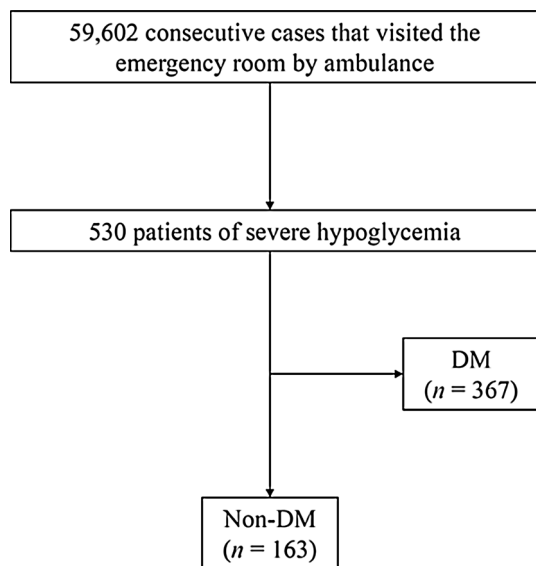 59,602 consecutive cases that visited the
emergency room by ambulance
530 patients of severe hypoglycemia
DM
(n = 367)
Non-DM
(n = 163)